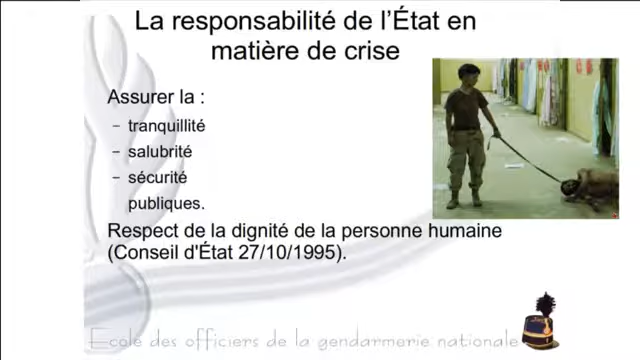 La responsabilité de l’État en
matière de crise
Assurer la :
– tranquillité
– salubrité
– sécurité
publiques.
Respect de la dignité de la personne humaine
(Conseil d'État 27/10/1995).
Ecole des officiers de la gendarmerie nationale